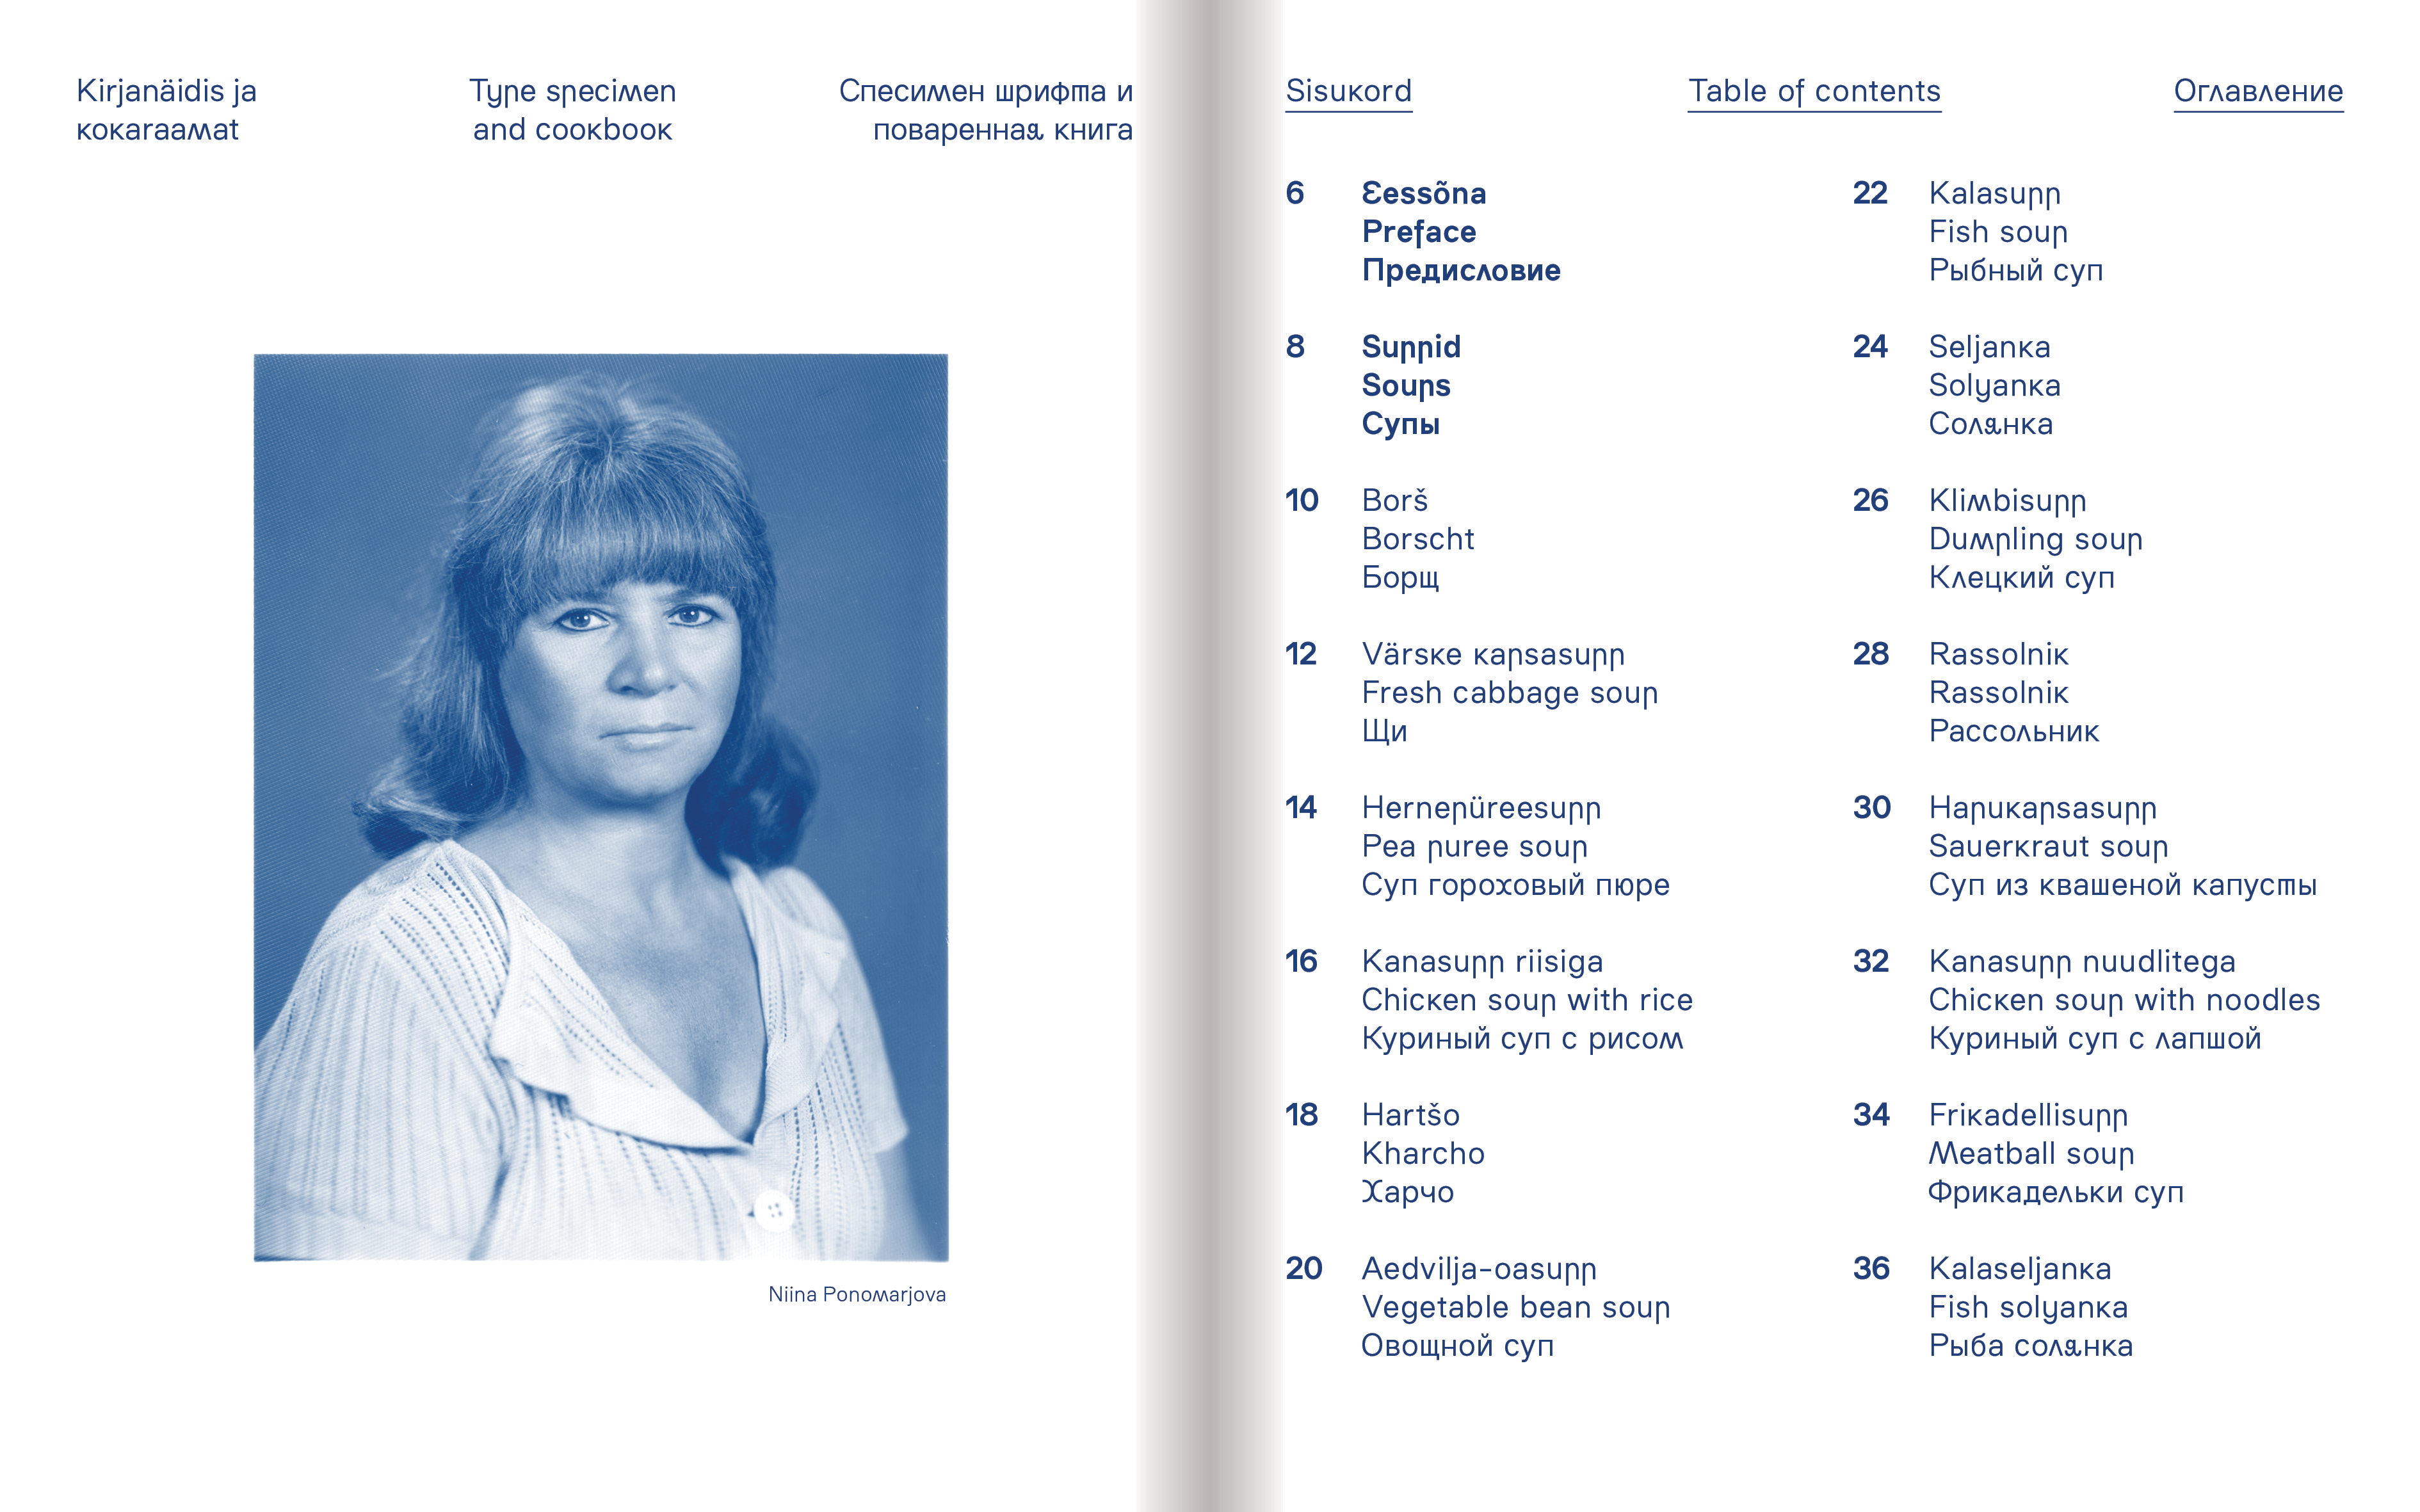 Kirjanäidis ja
kokaraamat
Type specimen
and cookbook
Спесимен шрифта и
поваренная книга
Niina Ponomarjova
Sisukord
Table of contents
Оглавление
6
Eessõna
Preface
Предисловие
8
Suppid
Soups
Супы
10
Borš
Borscht
Борщ
12
Värske kapsasupp
Fresh cabbage soup
Щи
14
Hernepüreesupp
Pea puree soup
Суп гороховый пюре
16
Kanasupp riisiga
Chicken soup with rice
Куриный суп с рисом
18
Hartšo
Kharcho
Харчо
20
Aedvilja-oasupp
Vegetable bean soup
Овощной суп
22
Kalasupp
Fish soup
Рыбный суп
24
Seljanka
Solyanka
Солянка
26
Klimbisupp
Dumpling soup
Клецкий суп
28
Rassolnik
Rassolnik
Рассольник
30
Hapukapsasupp
Sauerkraut soup
Суп из квашеной капусты
32
Kanasupp nuudlitega
Chicken soup with noodles
Куриный суп с лапшой
34
Frikadellisupp
Meatball soup
Фрикадельки суп
36
Kalaseljanka
Fish solyanka
Рыба солянка